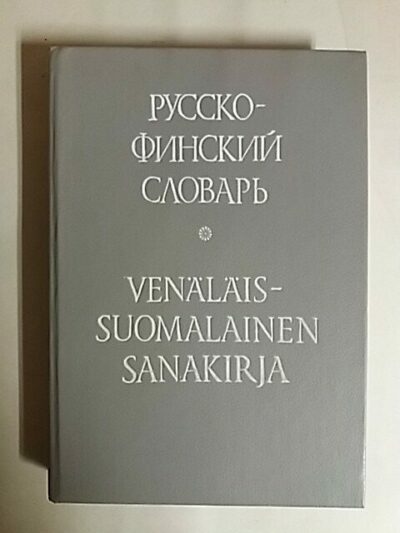 РУССКО-
ФИНСКИЙ
СЛОВАРЬ
VENÄLÄIS-
SUOMALAINEN
SANAKIRJA